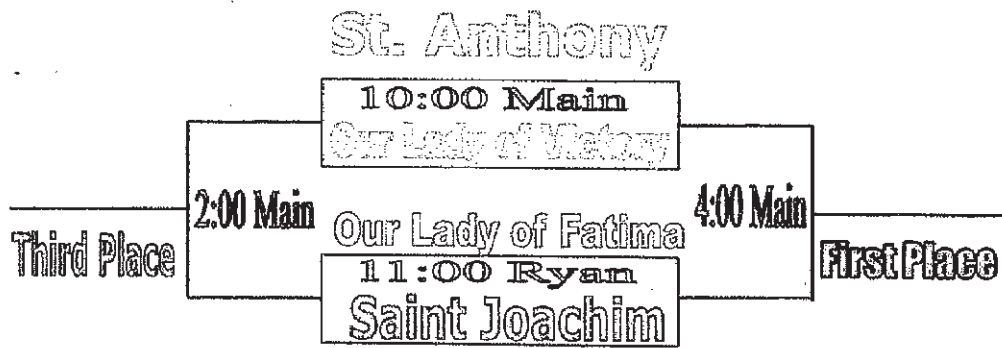 St. Anthony
10:00 Main
Our Lady of Victory
2:00 Main
4:00 Main
Our Lady of Fatima
Third Place
11:00 Ryan
First Place
Saint Joachim